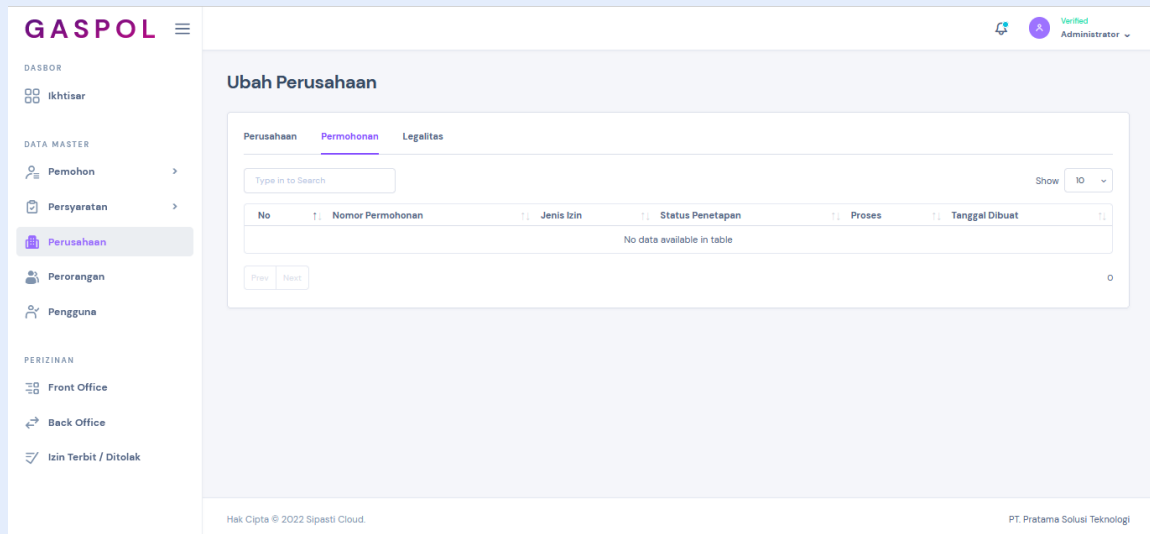 GASPOL
Verified
Administrator
DASBOR
Ikhtisar
DATA MASTER
Pemohon
Persyaratan
Perusahaan
Perorangan
Pengguna
PERIZINAN
Front Office
Back Office
Izin Terbit / Ditolak
Ubah Perusahaan
Perusahaan Permohonan Legalitas
Type in to Search Show 10
No Nomor Permohonan Jenis Izin Status Penetapan Proses Tanggal Dibuat
No data available in table
Prev Next 0
Hak Cipta © 2022 Sipasti Cloud. PT. Pratama Solusi Teknologi